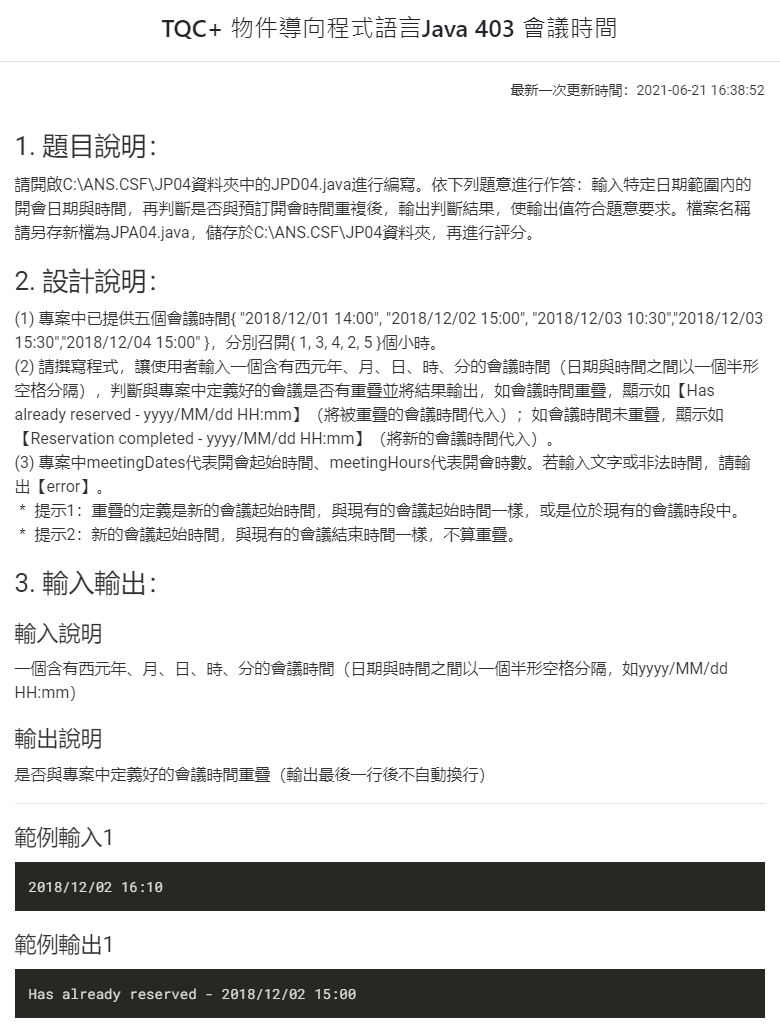 TQC+ 物件導向程式語言Java 403 會議時間
最新一次更新時間：2021-06-21 16:38:52
1. 題目說明：
請開啟C:\ANS.CSF\JP04資料夾中的JPD04.java進行編寫。依下列題意進行作答：輸入特定日期範圍內的
開會日期與時間，再判斷是否與預訂開會時間重複後，輸出判斷結果，使輸出值符合題意要求。檔案名稱
請另存新檔為JPA04.java，儲存於C:\ANS.CSF\JP04資料夾，再進行評分。
2. 設計說明：
(1) 專案中已提供五個會議時間{ "2018/12/01 14:00", "2018/12/02 15:00", "2018/12/03 10:30","2018/12/03
15:30","2018/12/04 15:00" }，分別召開{ 1, 3, 4, 2, 5 }個小時。
(2) 請撰寫程式，讓使用者輸入一個含有西元年、月、日、時、分的會議時間（日期與時間之間以一個半形
空格分隔），判斷與專案中定義好的會議是否有重疊並將結果輸出，如會議時間重疊，顯示如【Has
already reserved - yyyy/MM/dd HH:mm】（將被重疊的會議時間代入）；如會議時間未重疊，顯示如
【Reservation completed - yyyy/MM/dd HH:mm】（將新的會議時間代入）。
(3) 專案中meetingDates代表開會起始時間、meetingHours代表開會時數。若輸入文字或非法時間，請輸
出【error】。
* 提示1：重疊的定義是新的會議起始時間，與現有的會議起始時間一樣，或是位於現有的會議時段中。
* 提示2：新的會議起始時間，與現有的會議結束時間一樣，不算重疊。
3. 輸入輸出：
輸入說明
一個含有西元年、月、日、時、分的會議時間（日期與時間之間以一個半形空格分隔，如yyyy/MM/dd
HH:mm）
輸出說明
是否與專案中定義好的會議時間重疊（輸出最後一行後不自動換行）
範例輸入1
2018/12/02 16:10
範例輸出1
Has already reserved - 2018/12/02 15:00